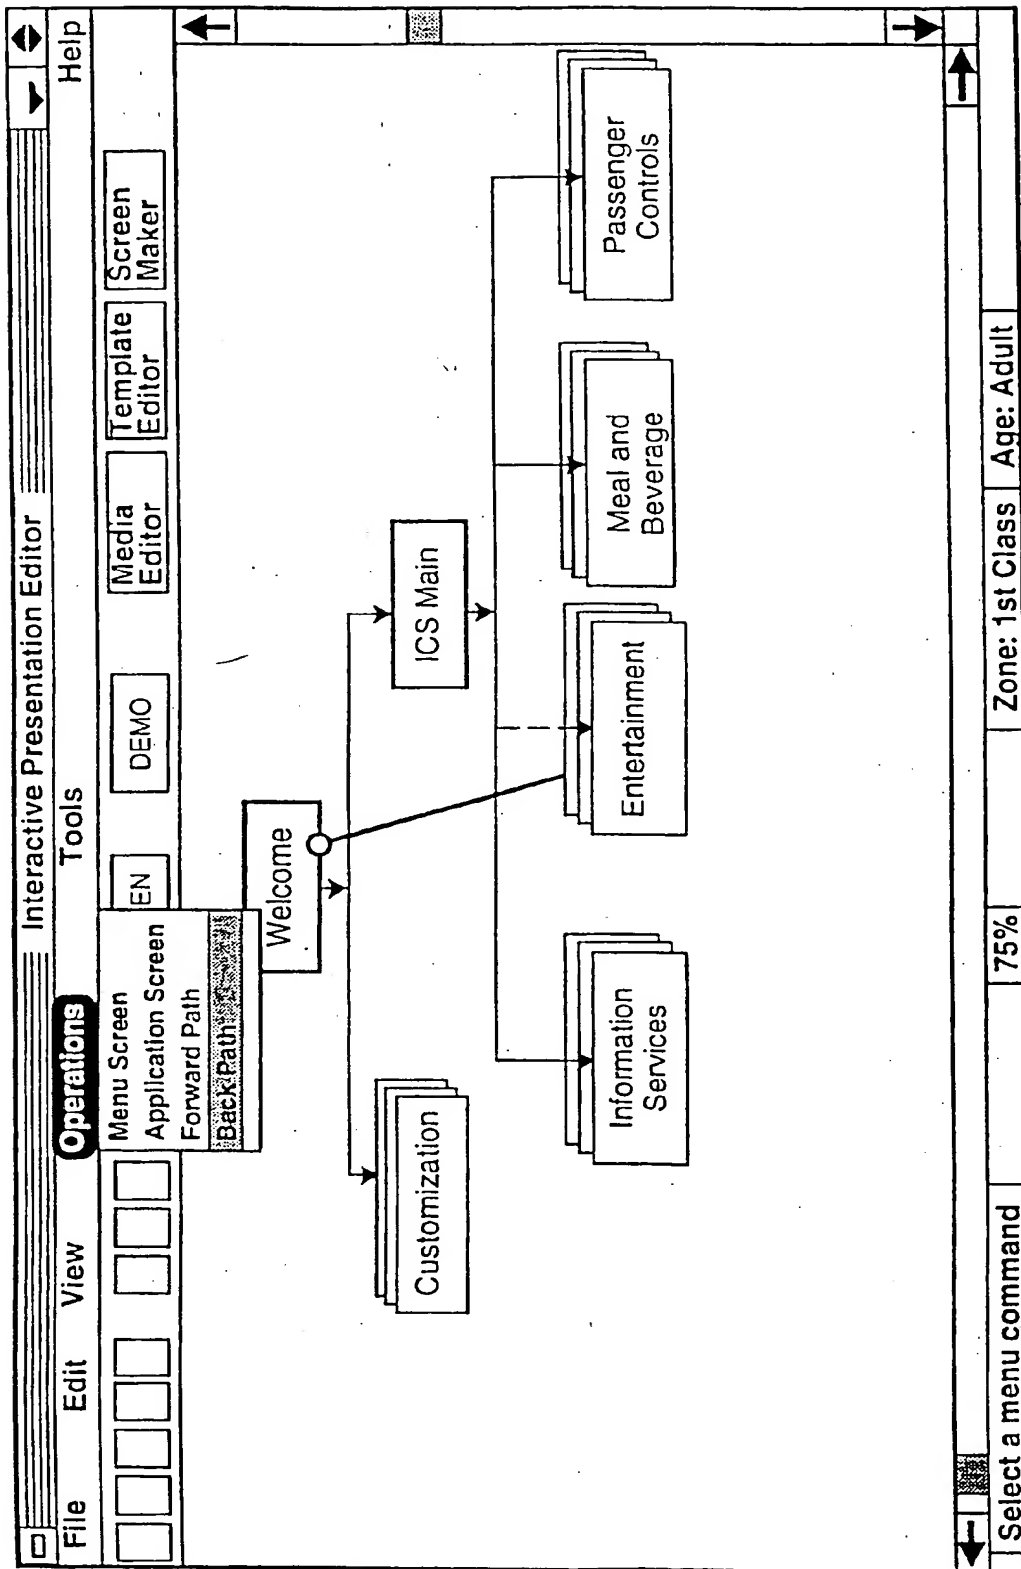 Interactive Presentation Editor
File Edit View Operations Tools Help
EN DEMO
Media
Editor
Template
Editor
Screen
Maker
Menu Screen
Application Screen
Forward Path
Back Path
Welcome
Customization
ICS Main
Information
Services
Entertainment
Meal and
Beverage
Passenger
Controls
Select a menu command 75% Zone: 1st Class Age: Adult